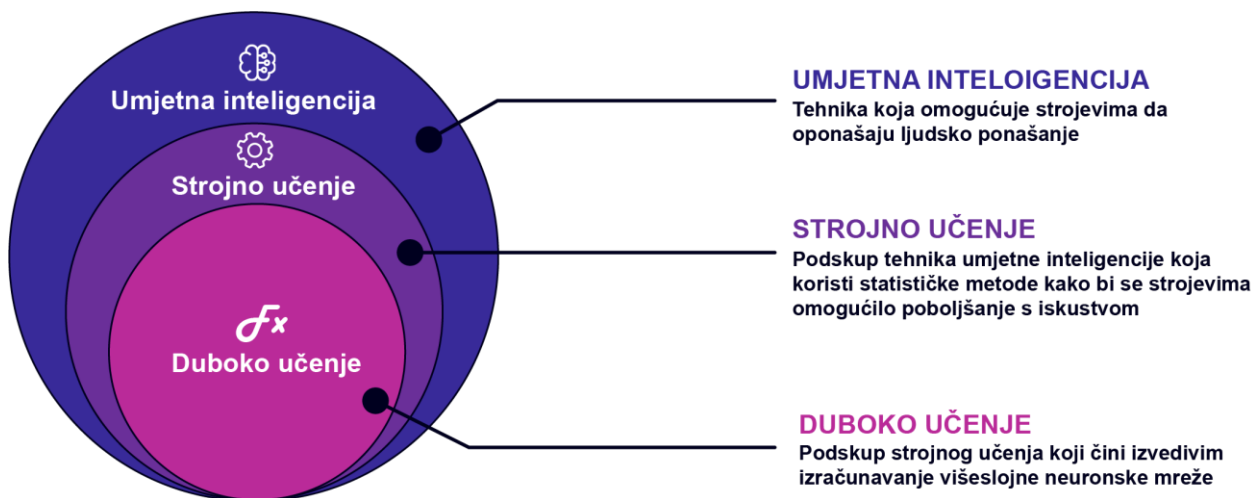 Umjetna inteligencija
Strojno učenje
Fx
Duboko učenje
UMJETNA INTELOIGENCIJA
Tehnika koja omogućuje strojevima da
oponašaju ljudsko ponašanje
STROJNO UČENJE
Podskup tehnika umjetne inteligencije koja
koristi statističke metode kako bi se strojevima
omogućilo poboljšanje s iskustvom
DUBOKO UČENJE
Podskup strojnog učenja koji čini izvedivim
izračunavanje višeslojne neuronske mreže